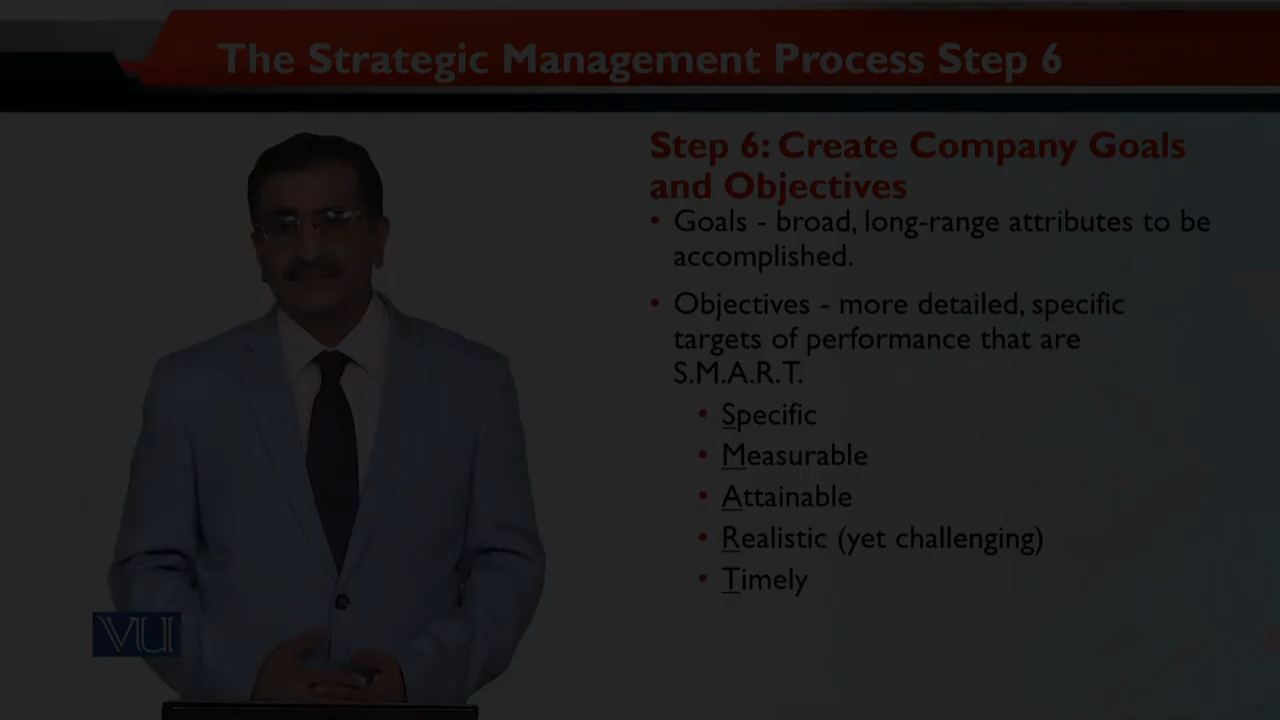 The Strategic Management Process Step 6
Step 6: Create Company Goals
and Objectives
• Goals - broad, long-range attributes to be
accomplished.
• Objectives - more detailed, specific
targets of performance that are
S.M.A.R.T.
• Specific
• Measurable
• Attainable
• Realistic (yet challenging)
• Timely
VU